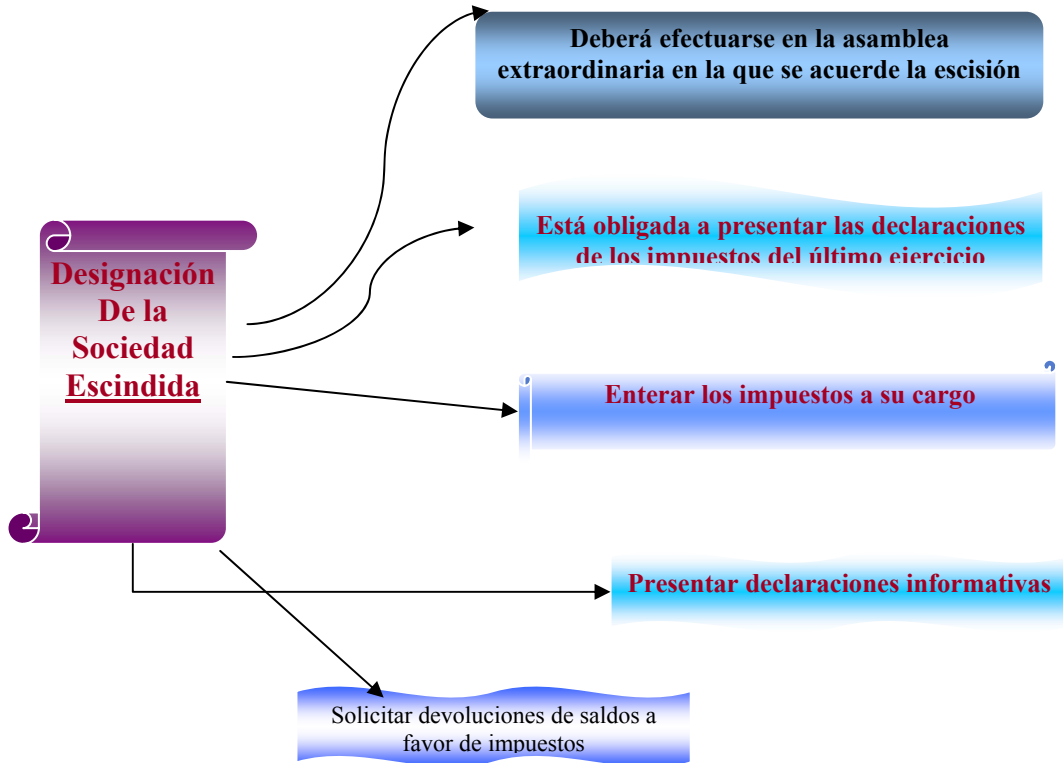 Deberá efectuarse en la asamblea
extraordinaria en la que se acuerde la escisión
Está obligada a presentar las declaraciones
de los impuestos del último ejercicio
Designación
De la
Sociedad
Escindida
Enterar los impuestos a su cargo
Presentar declaraciones informativas
Solicitar devoluciones de saldos a
favor de impuestos